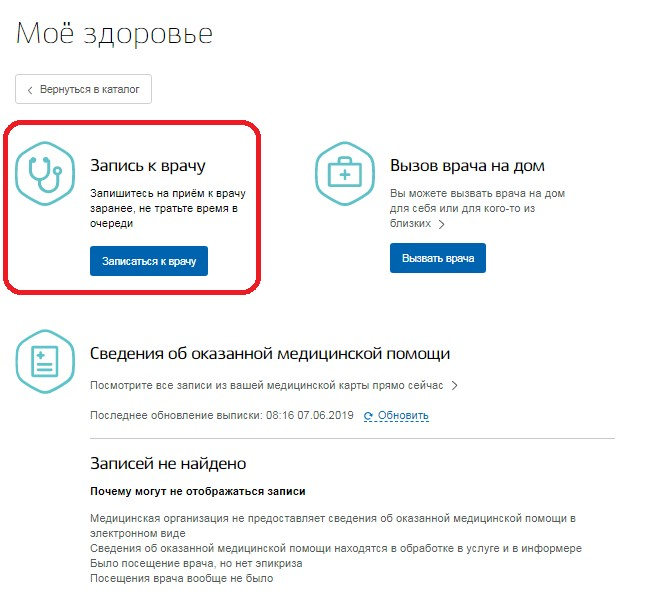 Моё здоровье
Вернуться в каталог
Запись к врачу
Запишитесь на приём к врачу
заранее, не тратьте время в
очереди
Записаться к врачу
Вызов врача на дом
Вы можете вызвать врача на дом
для себя или для кого-то из
близких
Вызвать врача
Сведения об оказанной медицинской помощи
Посмотрите все записи из вашей медицинской карты прямо сейчас
Последнее обновление выписки: 08:16 07.06.2019 Обновить
Записей не найдено
Почему могут не отображаться записи
Медицинская организация не предоставляет сведения об оказанной медицинской помощи в
электронном виде
Сведения об оказанной медицинской помощи находятся в обработке в услуге и в информере
Было посещение врача, но нет эпикриза
Посещения врача вообще не было